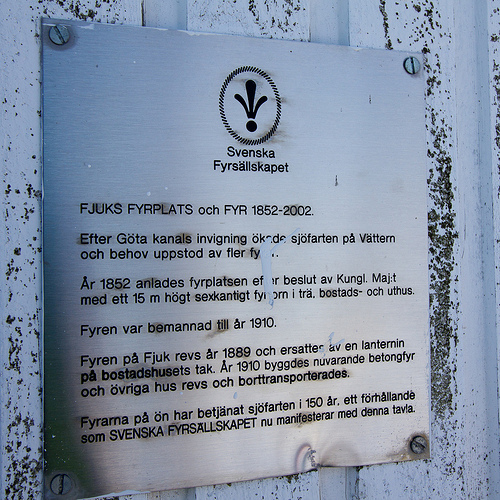 Svenska
Fyrsällskapet
FJUKS FYRPLATS och FYR 1852-2002.
Efter Göta kanals invigning ökade sjöfarten på Vättern
och behov uppstod av fler
År 1852 anlades fyrplatsen efter beslut av Kungl. Maj:t
med ett 15 m högt sexkantigt fyrtorn i trä, bostads- och uthus.
Fyren var bemannad till år 1910.
Fyren på Fjuk revs år 1889 och ersattes av en lanternin
på bostadshusets tak. År 1910 byggdes nuvarande betongfyr
och övriga hus revs och borttransporterades.
Fyrarna på ön har betjänat sjöfarten i 150 år. ett förhållande
som SVENSKA FYRSÄLLSKAPET nu manifesterar med denna tavla.